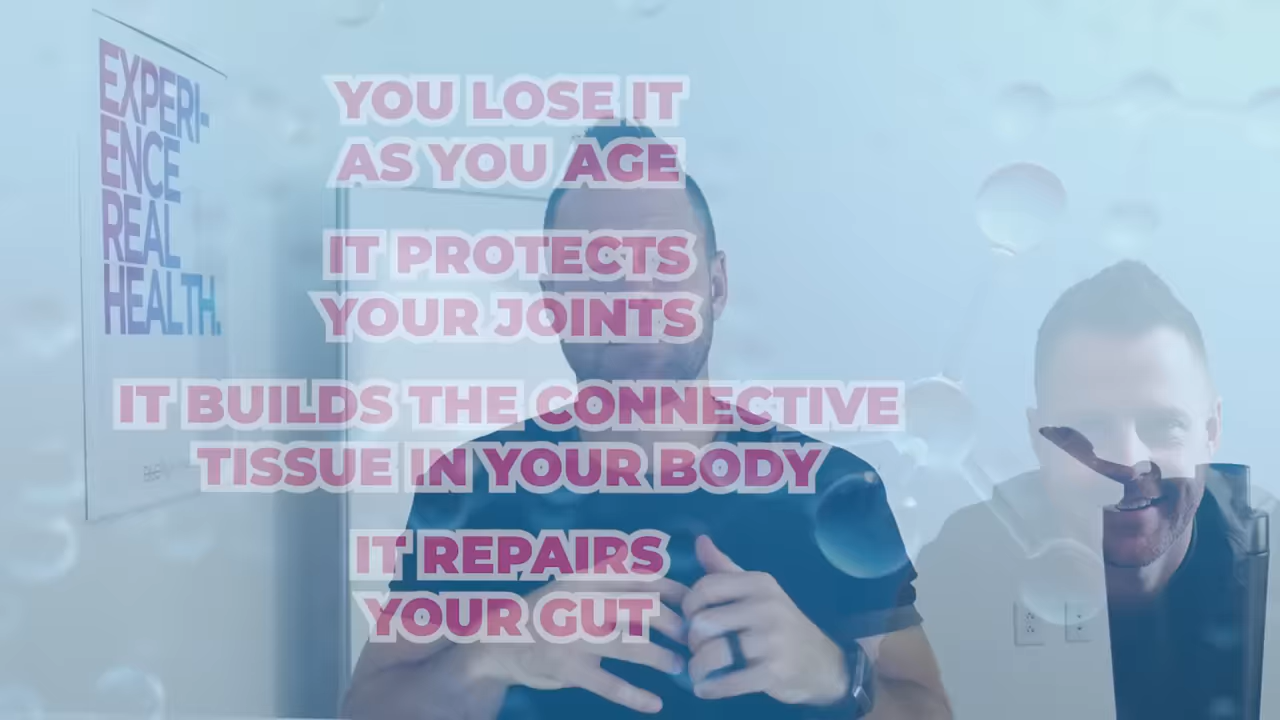 EXPERI-
ENCE
REAL
HEALTH.
YOU LOSE IT
AS YOU AGE
IT PROTECTS
YOUR JOINTS
IT BUILDS THE CONNECTIVE
TISSUE IN YOUR BODY
IT REPAIRS
YOUR GUT